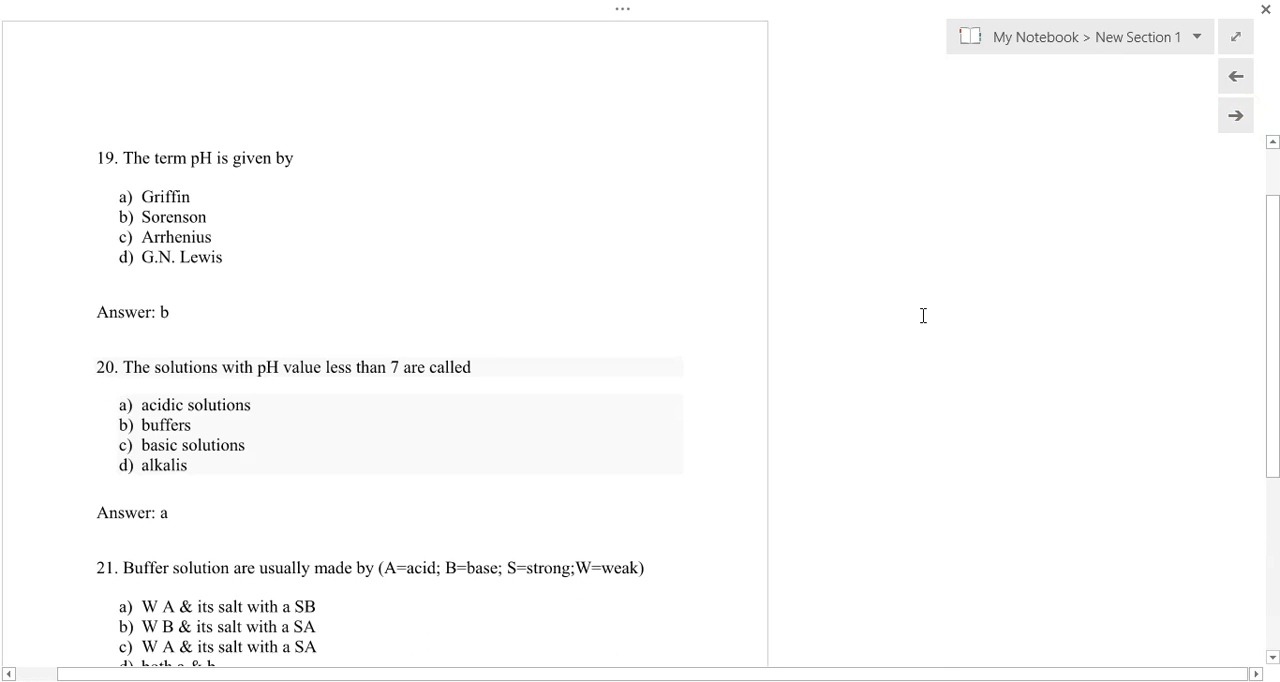 ...
My Notebook > New Section 1
19. The term pH is given by
a) Griffin
b) Sorenson
c) Arrhenius
d) G.N. Lewis
Answer: b
20. The solutions with pH value less than 7 are called
a) acidic solutions
b) buffers
c) basic solutions
d) alkalis
Answer: a
21. Buffer solution are usually made by (A=acid; B=base; S=strong;W=weak)
a) W A & its salt with a SB
b) W B & its salt with a SA
c) W A & its salt with a SA
d) both a & b